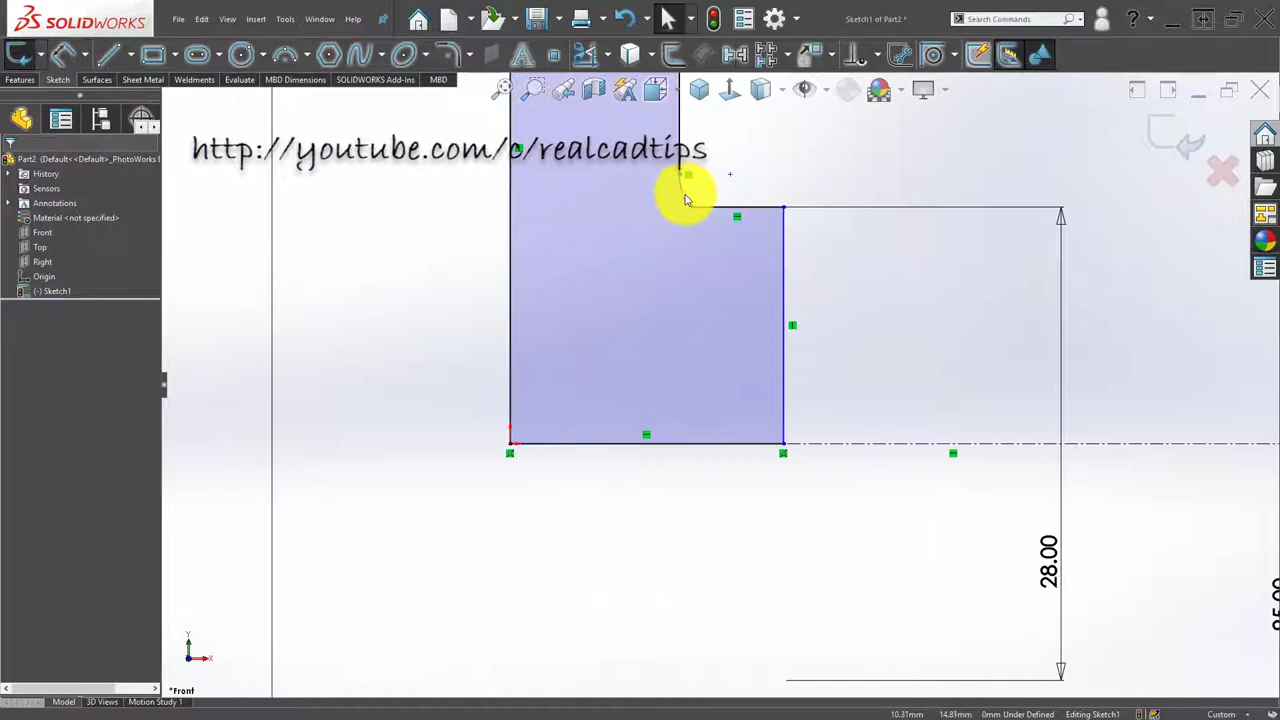 SOLIDWORKS
File Edit View Insert Tools Window Help
Sketch1 of Part2 *
Search Commands
Features Sketch Surfaces Sheet Metal Weldments Evaluate MBD Dimensions SOLIDWORKS Add-Ins MBD
http://youtube.com/c/realcadtips
Part2 (Default<<Default>_PhotoWorks D
History
Sensors
Annotations
Material <not specified>
Front
Top
Right
Origin
(-) Sketch1
28.00
Y
X
*Front
Model 3D Views Motion Study 1
10.31mm 14.81mm 0mm Under Defined Editing Sketch1 Custom